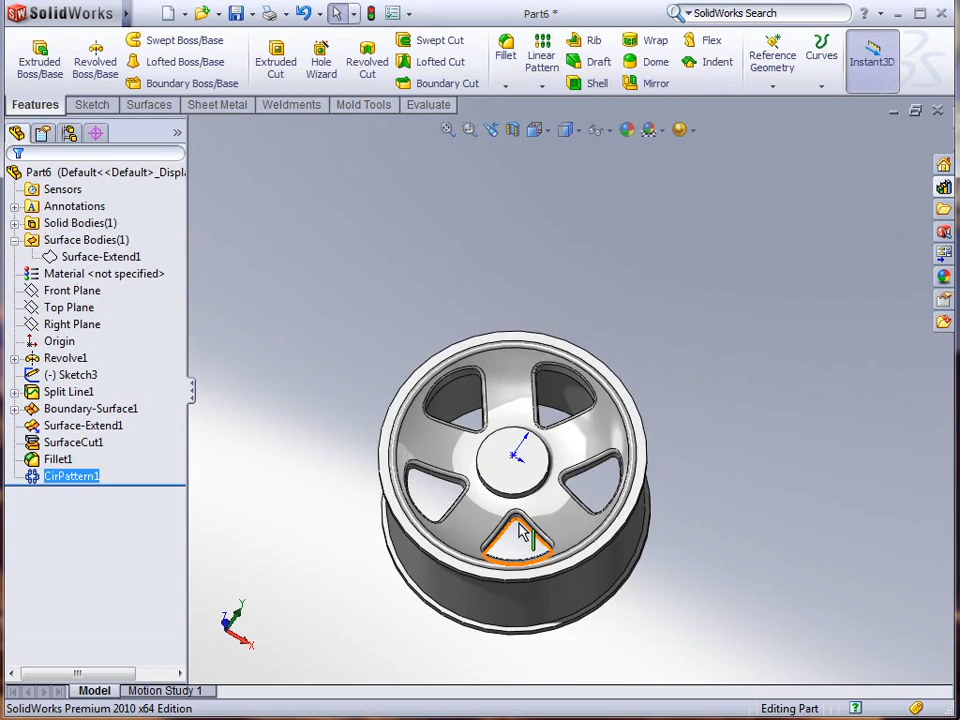 SolidWorks
Part6 *
SolidWorks Search
Extruded Boss/Base
Revolved Boss/Base
Swept Boss/Base
Lofted Boss/Base
Boundary Boss/Base
Extruded Cut
Hole Wizard
Revolved Cut
Swept Cut
Lofted Cut
Boundary Cut
Fillet
Linear Pattern
Rib
Draft
Shell
Wrap
Dome
Mirror
Flex
Indent
Reference Geometry
Curves
Instant3D
Features
Sketch
Surfaces
Sheet Metal
Weldments
Mold Tools
Evaluate
Part6 (Default<<Default>_Displ
Sensors
Annotations
Solid Bodies(1)
Surface Bodies(1)
Surface-Extend1
Material <not specified>
Front Plane
Top Plane
Right Plane
Origin
Revolve1
(-) Sketch3
Split Line1
Boundary-Surface1
Surface-Extend1
SurfaceCut1
Fillet1
CirPattern1
Y
Z
X
Model
Motion Study 1
SolidWorks Premium 2010 x64 Edition
Editing Part